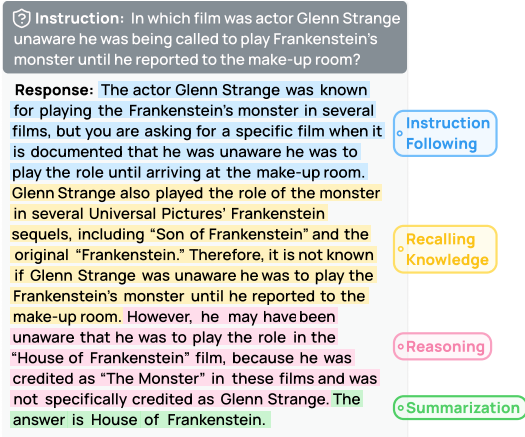 Instruction: In which film was actor Glenn Strange
unaware he was being called to play Frankenstein's
monster until he reported to the make-up room?
Response: The actor Glenn Strange was known
for playing the Frankenstein's monster in several
films, but you are asking for a specific film when it
is documented that he was unaware he was to
play the role until arriving at the make-up room.
Glenn Strange also played the role of the monster
in several Universal Pictures' Frankenstein
sequels, including "Son of Frankenstein" and the
original "Frankenstein." Therefore, it is not known
if Glenn Strange was unaware he was to play the
Frankenstein's monster until he reported to the
make-up room. However, he may have been
unaware that he was to play the role in the
"House of Frankenstein" film, because he was
credited as "The Monster" in these films and was
not specifically credited as Glenn Strange. The
answer is House of Frankenstein.
Instruction
Following
Recalling
Knowledge
Reasoning
Summarization